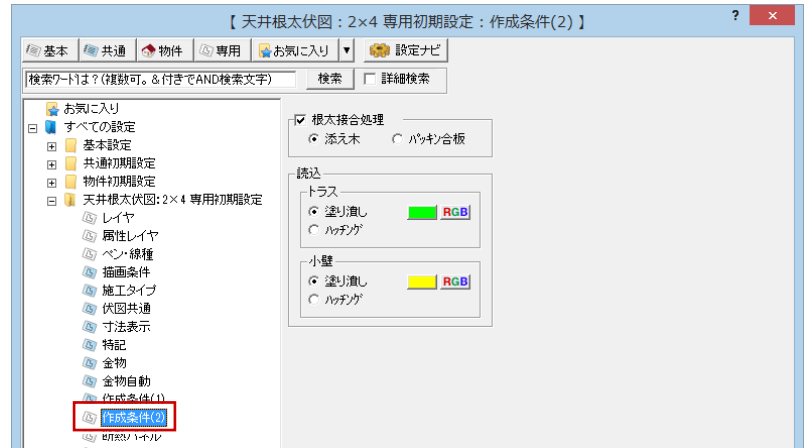 【 天井根太伏図：2×4 専用初期設定：作成条件(2) 】
? ×
基本 共通 物件 専用 お気に入り ▼ 設定ナビ
検索ワードは？(複数可。＆付きでAND検索文字) 検索 詳細検索
お気に入り
すべての設定
基本設定
共通初期設定
物件初期設定
天井根太伏図：2×4 専用初期設定
レイヤ
属性レイヤ
ペン・線種
描画条件
施工タイプ
伏図共通
寸法表示
特記
金物
金物自動
作成条件(1)
作成条件(2)
断熱パネル
根太接合処理
添え木 パッキン合板
読込
トラス
塗り潰し RGB
ハッチング
小壁
塗り潰し RGB
ハッチング